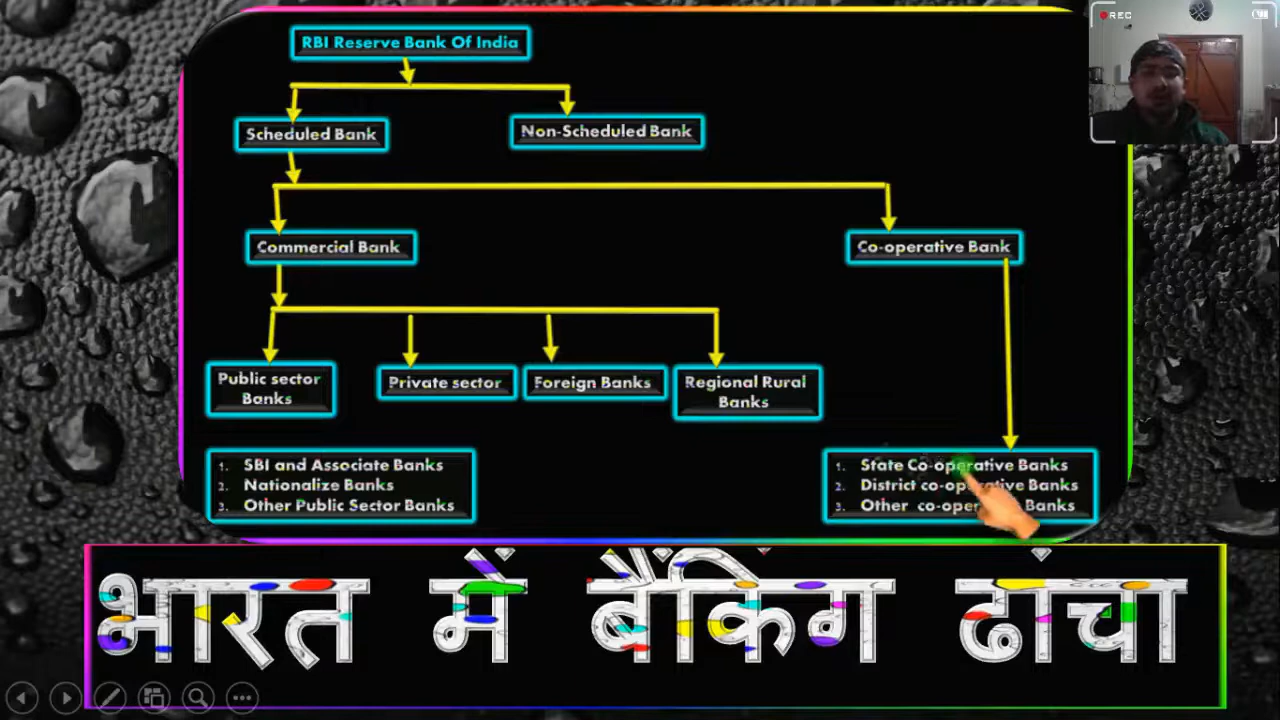 REC
RBI Reserve Bank Of India
Scheduled Bank
Non-Scheduled Bank
Commercial Bank
Co-operative Bank
Public sector
Banks
Private sector
Foreign Banks
Regional Rural
Banks
1. SBI and Associate Banks
2. Nationalize Banks
3. Other Public Sector Banks
1. State Co-operative Banks
2. District co-operative Banks
3. Other co-oper Banks
भारत में बैंकिंग ढांचा